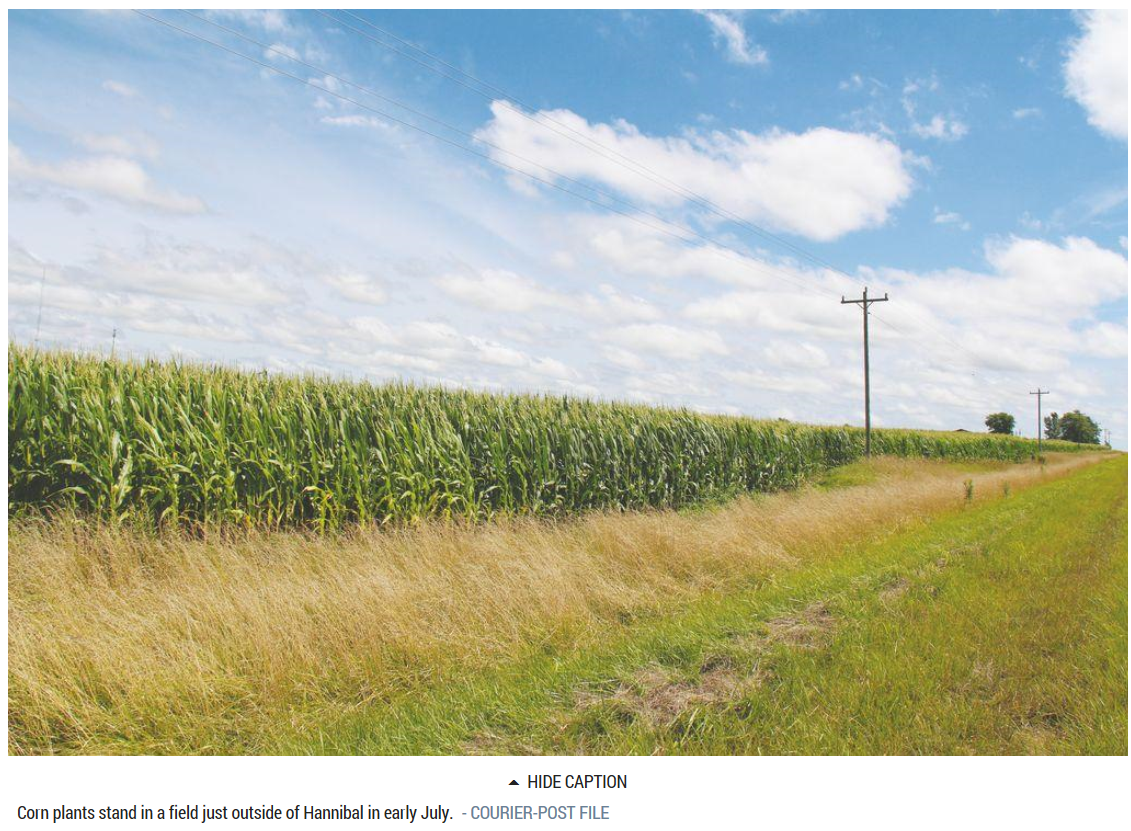 HIDE CAPTION
Corn plants stand in a field just outside of Hannibal in early July. - COURIER-POST FILE